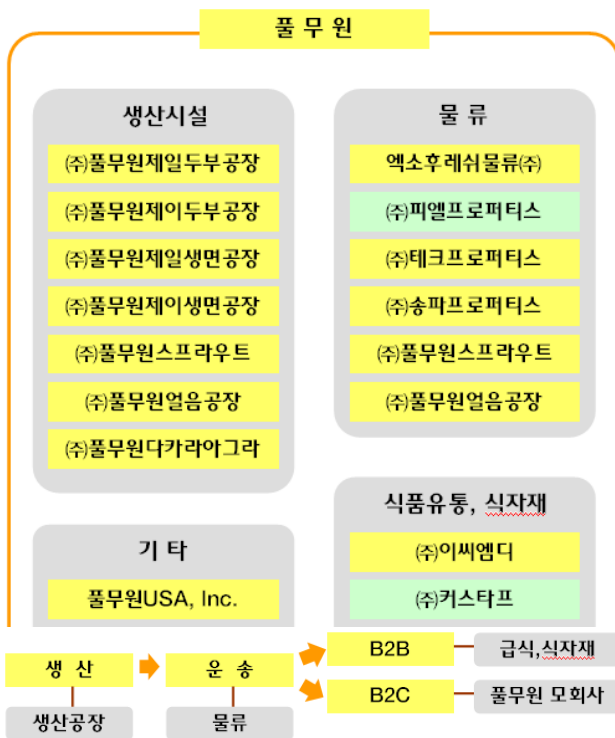 풀무원
생산시설
㈜풀무원제일두부공장
㈜풀무원제이두부공장
㈜풀무원제일생면공장
㈜풀무원제이생면공장
㈜풀무원스프라우트
㈜풀무원얼음공장
㈜풀무원다카라아그라
물 류
엑소후레쉬물류㈜
㈜피엘프로퍼티스
㈜테크프로퍼티스
㈜송파프로퍼티스
㈜풀무원스프라우트
㈜풀무원얼음공장
기 타
풀무원USA, Inc.
식품유통, 식자재
㈜이씨엠디
㈜커스타프
생 산
운 송
B2B
급식,식자재
B2C
풀무원 모회사
생산공장
물류